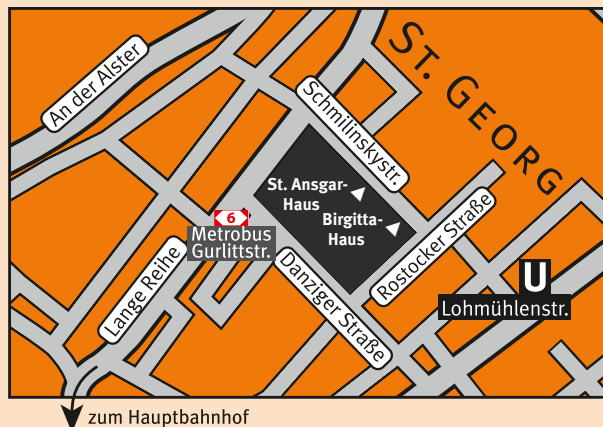 An der Alster
ST. GEORG
Schmilinskystr.
St. Ansgar-
Haus
Birgitta-
Haus
6
Metrobus
Gurlittstr.
Lange Reihe
Danziger Straße
Rostocker Straße
U
Lohmühlenstr.
zum Hauptbahnhof